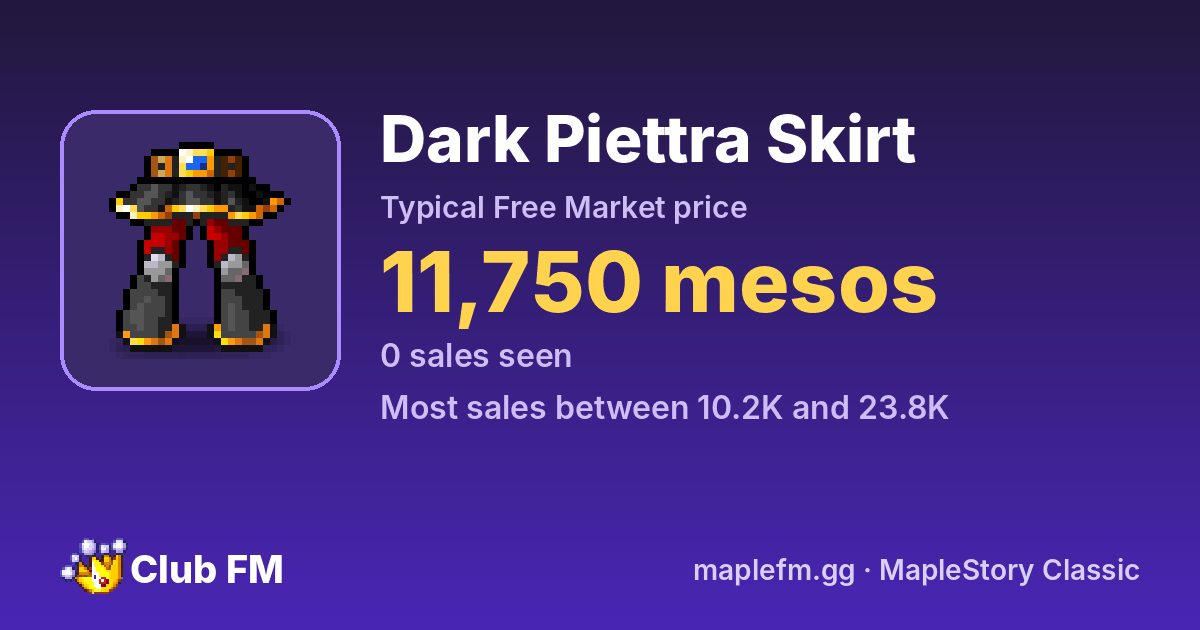 Dark Piettra Skirt
Typical Free Market price
11,750 mesos
0 sales seen
Most sales between 10.2K and 23.8K
Club FM
maplefm.gg · MapleStory Classic